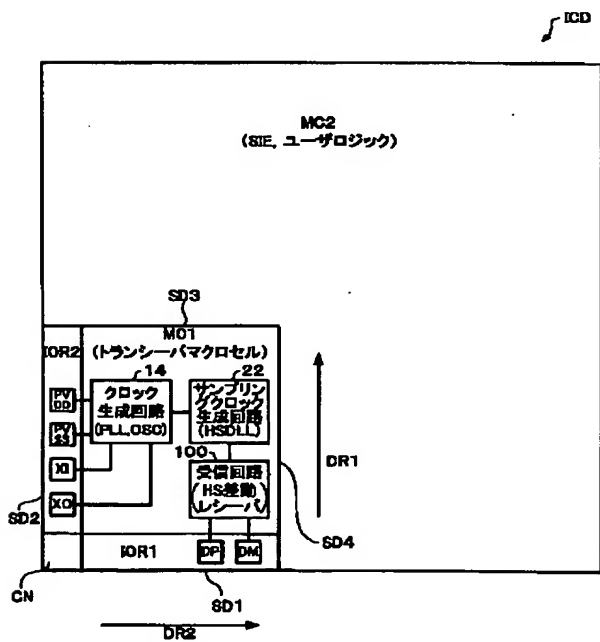 ICD
MC2
(SIE, ユーザロジック)
SD3
IOR2
MC1
(トランシーバマクロセル)
14
22
PV
DD
クロック
生成回路
(PLL,OSC)
サンプリン
グクロック
生成回路
(HSDLL)
PV
SS
100
XI
受信回路
(HS差動)
レシーバ
DR1
XO
SD2
SD4
IOR1
DP
DM
CN
SD1
DR2